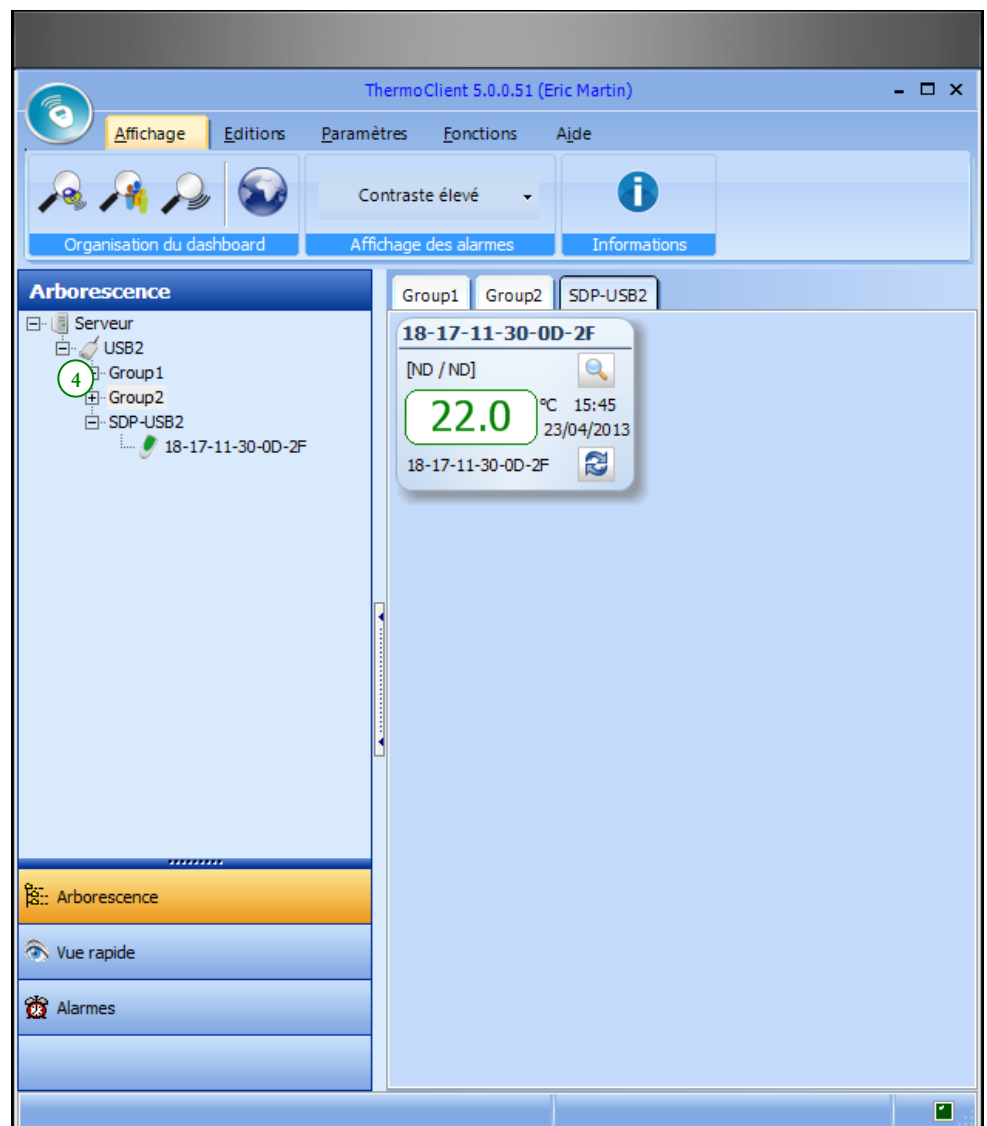 ThermoClient 5.0.0.51 (Eric Martin)
Affichage Editions Paramètres Fonctions Ajde
Contraste élevé
Organisation du dashboard Affichage des alarmes Informations
Arborescence
Serveur
USB2
Group1
4
Group2
SDP-USB2
18-17-11-30-0D-2F
Group1 Group2 SDP-USB2
18-17-11-30-0D-2F
[ND / ND]
22.0 °C 15:45
23/04/2013
18-17-11-30-0D-2F
Arborescence
Vue rapide
Alarmes